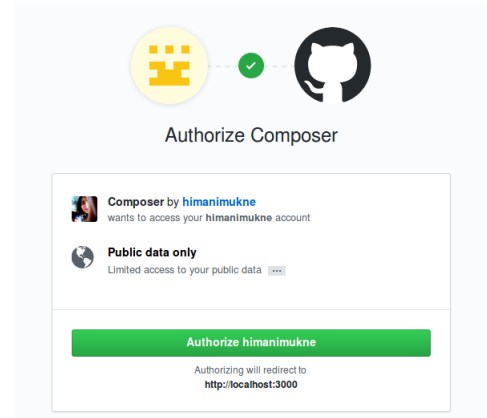 Authorize Composer
Composer by himanimukne
wants to access your himanimukne account
Public data only
Limited access to your public data ...
Authorize himanimukne
Authorizing will redirect to
http://localhost:3000